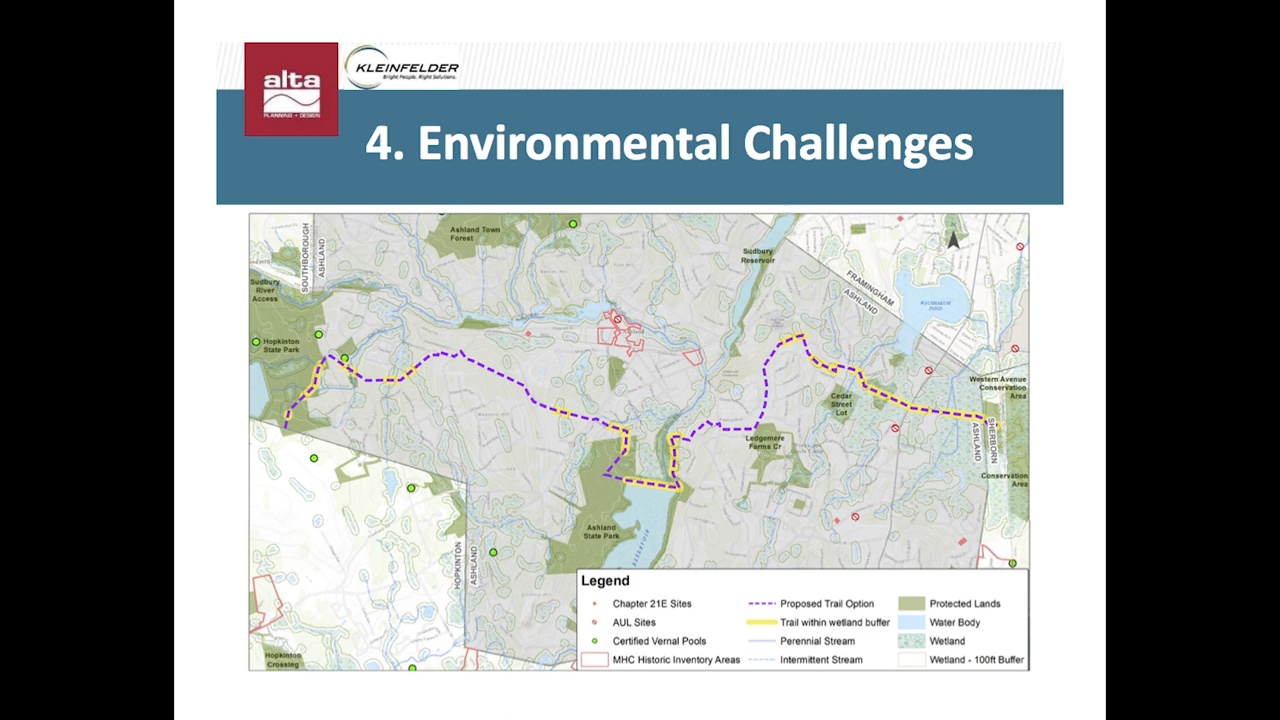 alta
PLANNING + DESIGN
KLEINFELDER
Bright People. Right Solutions.
4. Environmental Challenges
Ashland Town
Forest
SOUTHBOROUGH
ASHLAND
Sudbury
River
Access
Sudbury
Reservoir
FRAMINGHAM
ASHLAND
Hopkinton
State Park
Western Avenue
Conservation
Area
Cedar
Street
Lot
Ledgemere
Farms Cr
SHERBORN
ASHLAND
Conservation
Area
Ashland
State Park
RESERVOIR
HOPKINTON
ASHLAND
Hopkinton
Crossing
Legend
Chapter 21E Sites
AUL Sites
Certified Vernal Pools
MHC Historic Inventory Areas
Proposed Trail Option
Trail within wetland buffer
Perennial Stream
Intermittent Stream
Protected Lands
Water Body
Wetland
Wetland - 100ft Buffer